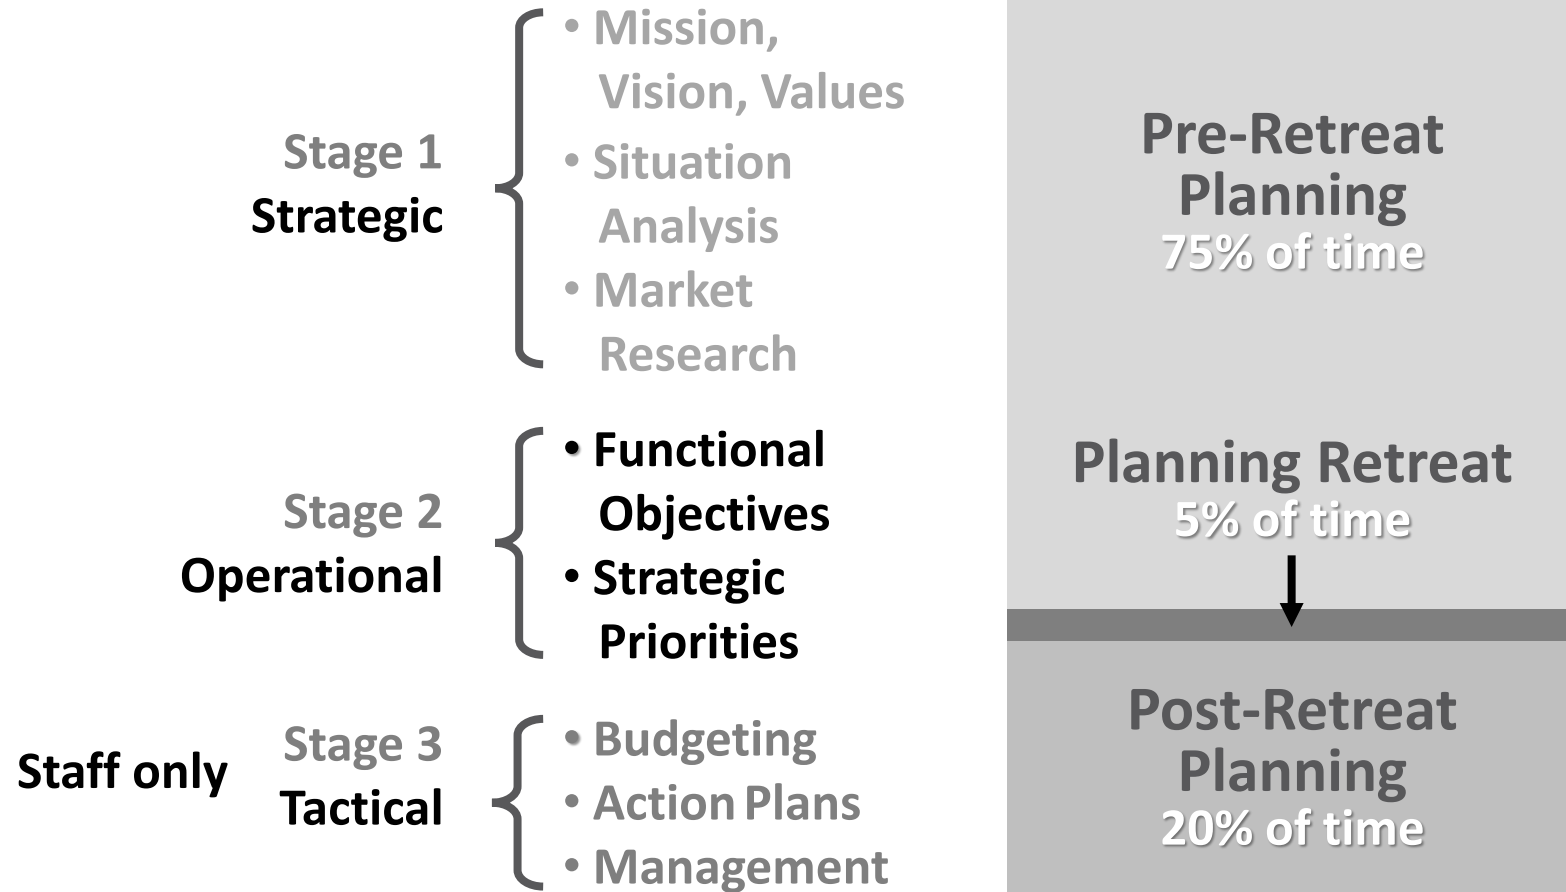 • Mission,
Vision, Values
• Situation
Analysis
• Market
Research
Stage 1
Strategic
Pre-Retreat
Planning
75% of time
• Functional
Objectives
• Strategic
Priorities
Stage 2
Operational
Planning Retreat
5% of time
Staff only
Stage 3
Tactical
• Budgeting
• Action Plans
• Management
Post-Retreat
Planning
20% of time